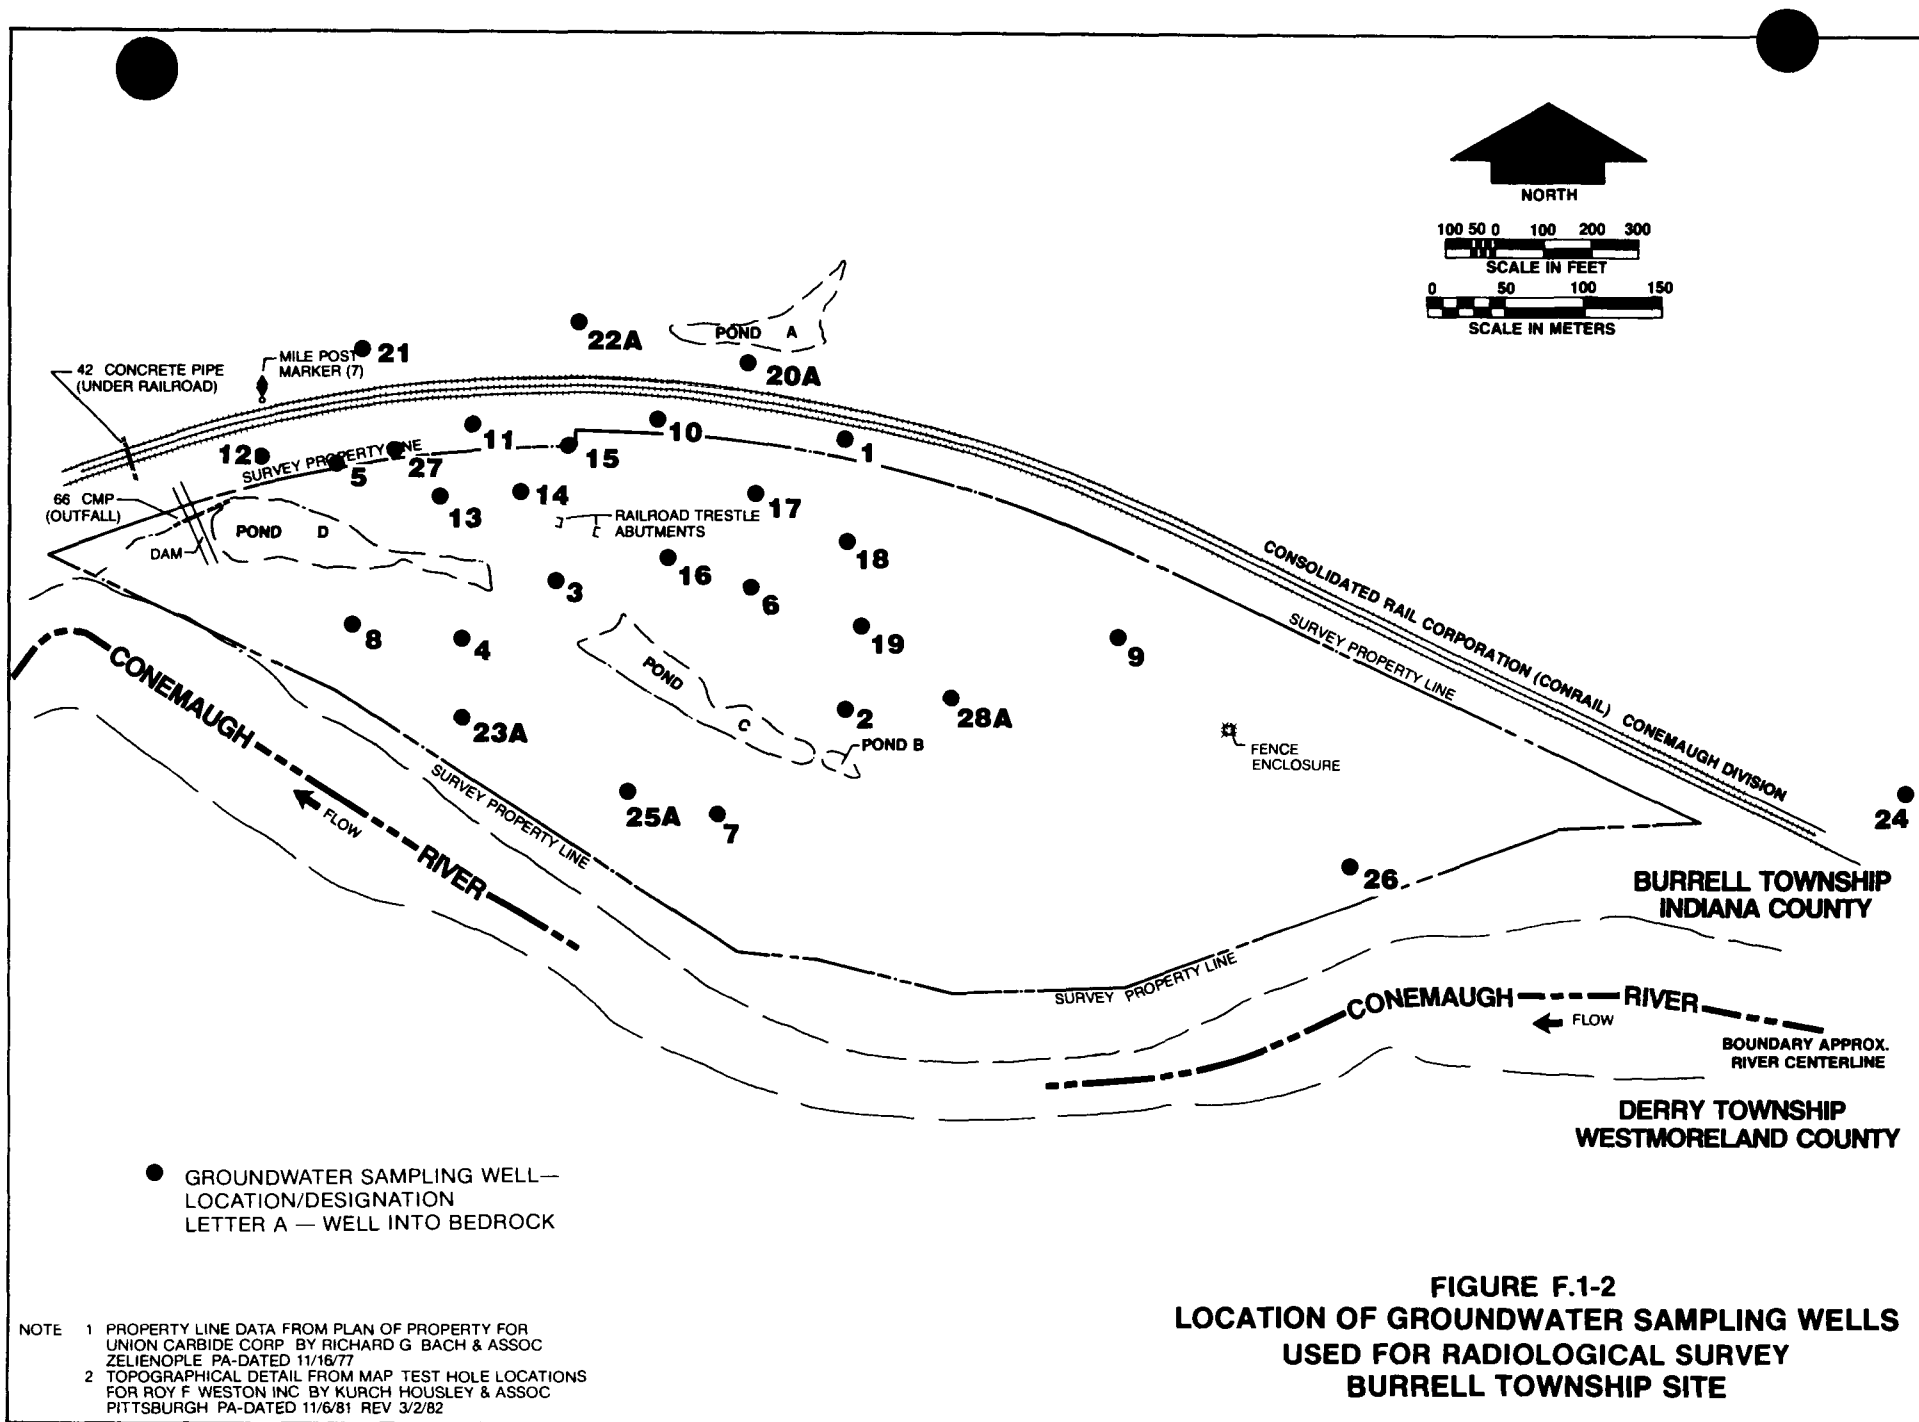 NORTH
100 50 0 100 200 300
SCALE IN FEET
0 50 100 150
SCALE IN METERS
POND A
22A
21
MILE POST
MARKER (7)
20A
42 CONCRETE PIPE
(UNDER RAILROAD)
12
SURVEY PROPERTY LINE
5
27
11
15
10
1
66 CMP
(OUTFALL)
DAM
POND D
13
14
RAILROAD TRESTLE
ABUTMENTS
17
18
16
3
6
8
4
19
9
CONSOLIDATED RAIL CORPORATION (CONRAIL) CONEMAUGH DIVISION
SURVEY PROPERTY LINE
POND
C
23A
2
28A
POND B
FENCE
ENCLOSURE
CONEMAUGH
RIVER
FLOW
SURVEY PROPERTY LINE
25A
7
24
26
BURRELL TOWNSHIP
INDIANA COUNTY
SURVEY PROPERTY LINE
CONEMAUGH RIVER
FLOW
BOUNDARY APPROX.
RIVER CENTERLINE
DERRY TOWNSHIP
WESTMORELAND COUNTY
GROUNDWATER SAMPLING WELL—
LOCATION/DESIGNATION
LETTER A — WELL INTO BEDROCK
FIGURE F.1-2
LOCATION OF GROUNDWATER SAMPLING WELLS
USED FOR RADIOLOGICAL SURVEY
BURRELL TOWNSHIP SITE
NOTE 1 PROPERTY LINE DATA FROM PLAN OF PROPERTY FOR
UNION CARBIDE CORP BY RICHARD G BACH & ASSOC
ZELIENOPLE PA-DATED 11/16/77
2 TOPOGRAPHICAL DETAIL FROM MAP TEST HOLE LOCATIONS
FOR ROY F WESTON INC BY KURCH HOUSLEY & ASSOC
PITTSBURGH PA-DATED 11/6/81 REV 3/2/82